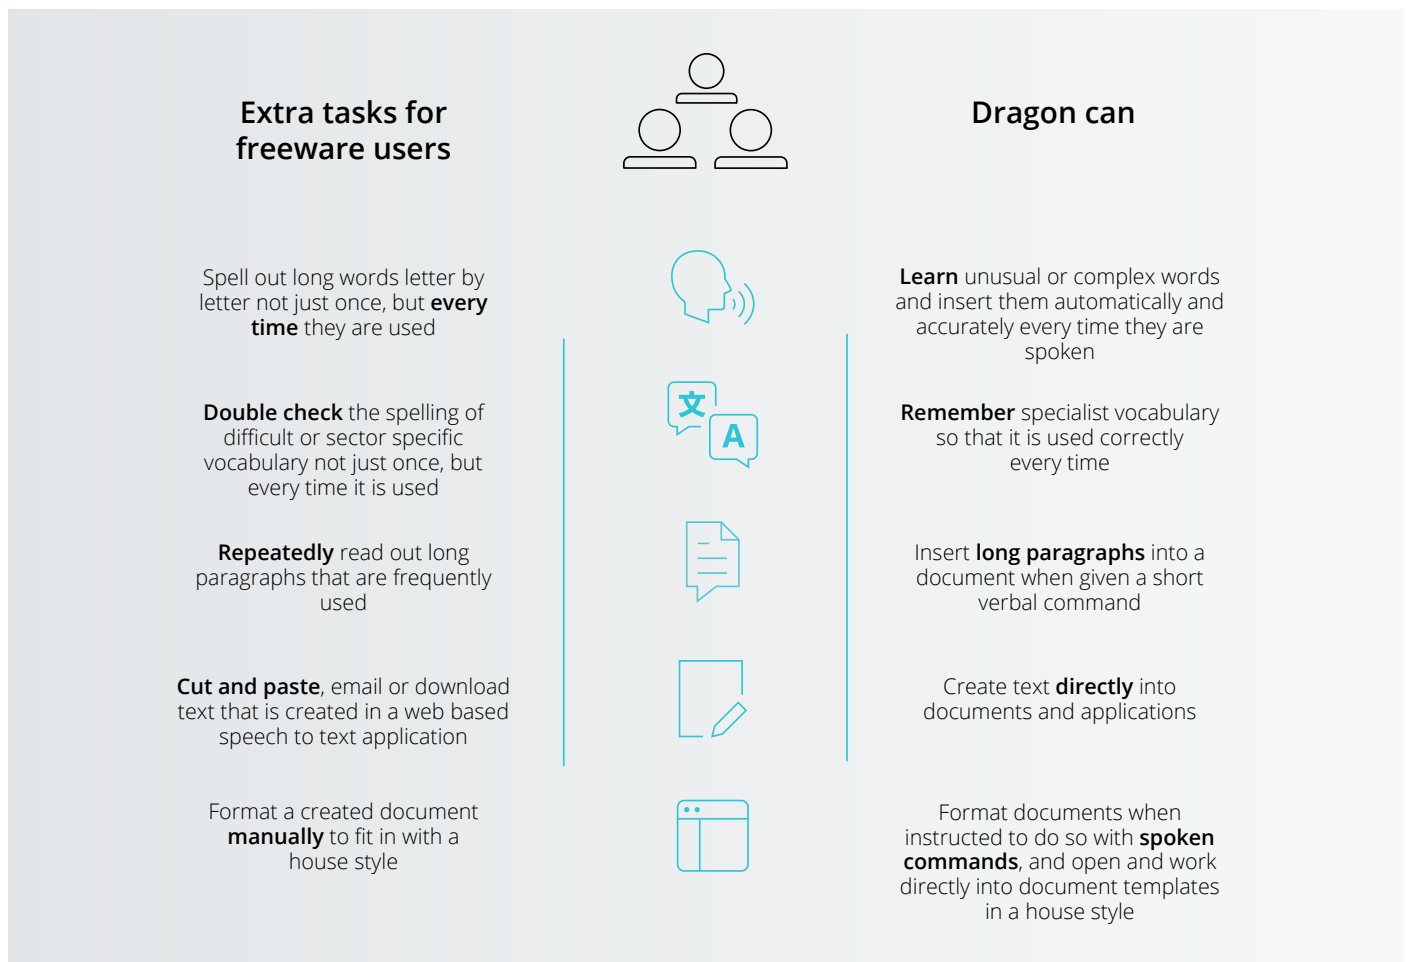 Extra tasks for
freeware users
Dragon can
Spell out long words letter by
letter not just once, but every
time they are used
Learn unusual or complex words
and insert them automatically and
accurately every time they are
spoken
Double check the spelling of
difficult or sector specific
vocabulary not just once, but
every time it is used
文
A
Remember specialist vocabulary
so that it is used correctly
every time
Repeatedly read out long
paragraphs that are frequently
used
Insert long paragraphs into a
document when given a short
verbal command
Cut and paste, email or download
text that is created in a web based
speech to text application
Create text directly into
documents and applications
Format a created document
manually to fit in with a
house style
Format documents when
instructed to do so with spoken
commands, and open and work
directly into document templates
in a house style